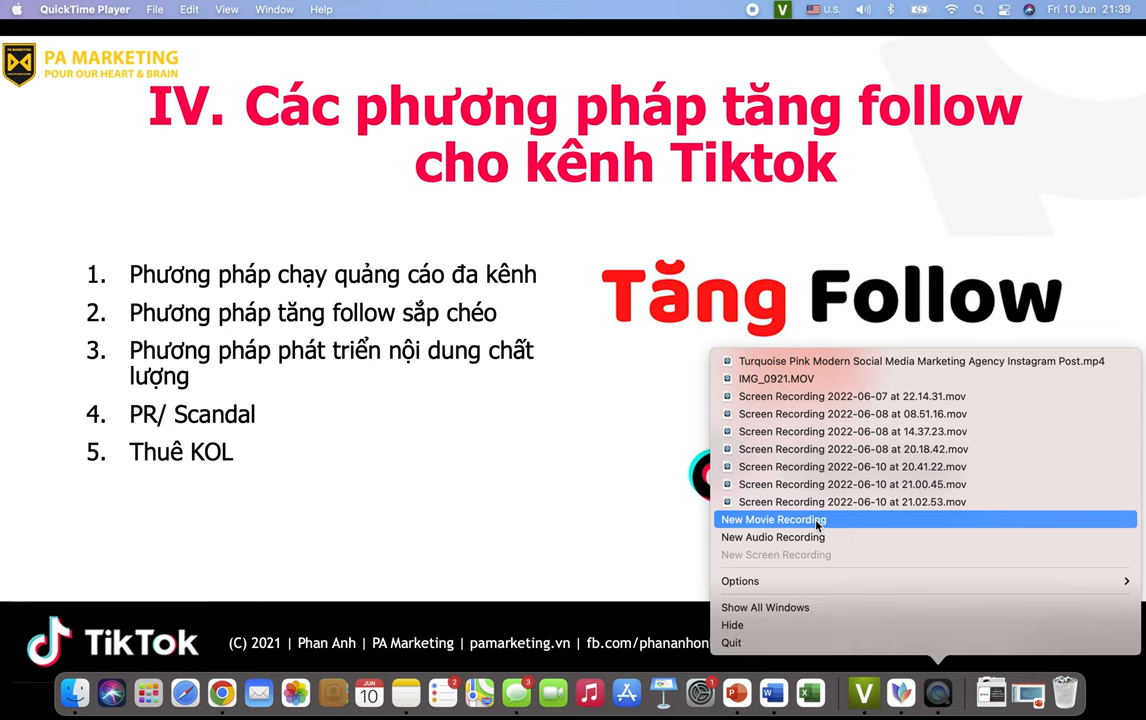 QuickTime Player File Edit View Window Help V U.S. Fri 10 Jun 21:39
PA MARKETING
POUR OUR HEART & BRAIN
IV. Các phương pháp tăng follow
cho kênh Tiktok
1. Phương pháp chạy quảng cáo đa kênh
2. Phương pháp tăng follow sắp chéo
3. Phương pháp phát triển nội dung chất
lượng
4. PR/ Scandal
5. Thuê KOL
Tăng Follow
Turquoise Pink Modern Social Media Marketing Agency Instagram Post.mp4
IMG_0921.MOV
Screen Recording 2022-06-07 at 22.14.31.mov
Screen Recording 2022-06-08 at 08.51.16.mov
Screen Recording 2022-06-08 at 14.37.23.mov
Screen Recording 2022-06-08 at 20.18.42.mov
Screen Recording 2022-06-10 at 20.41.22.mov
Screen Recording 2022-06-10 at 21.00.45.mov
Screen Recording 2022-06-10 at 21.02.53.mov
New Movie Recording
New Audio Recording
New Screen Recording
Options
Show All Windows
Hide
Quit
TikTok
(C) 2021 | Phan Anh | PA Marketing | pamarketing.vn | fb.com/phananhon
JUN
10
2
3
1
P
W
X
V